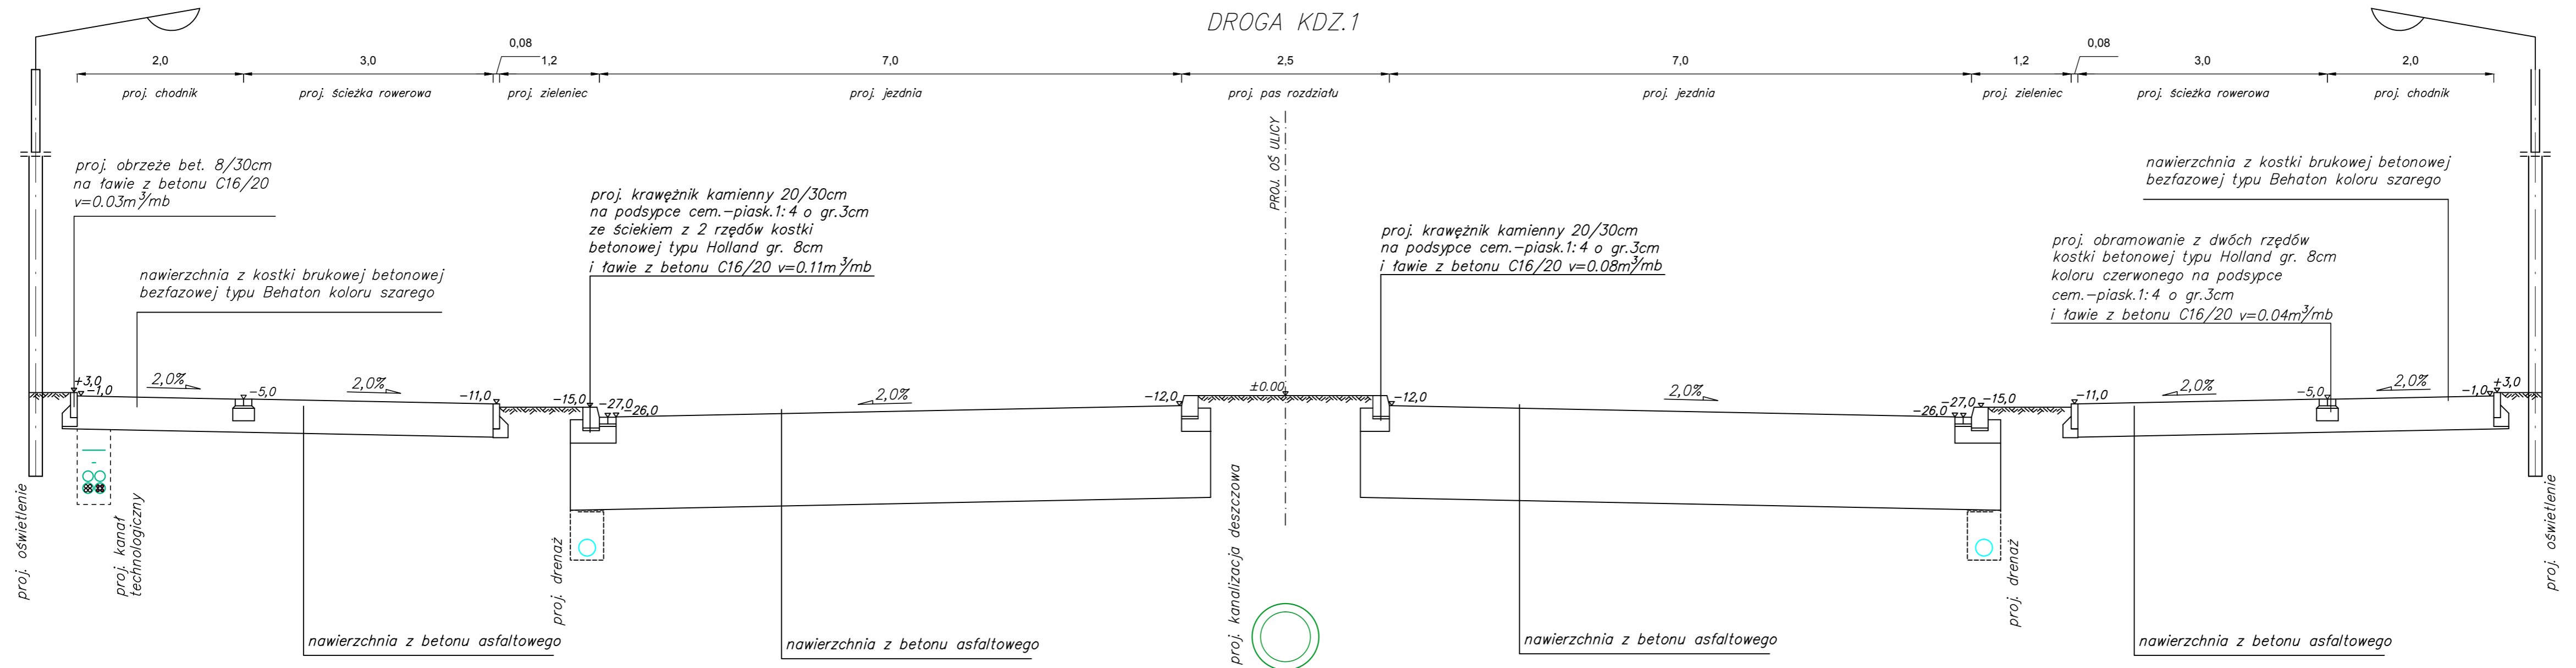 DROGA KDZ.1
0,08
0,08
2,0
3,0
1,2
7,0
2,5
7,0
1,2
3,0
2,0
proj. chodnik
proj. ścieżka rowerowa
proj. zieleniec
proj. jezdnia
proj. pas rozdziału
proj. jezdnia
proj. zieleniec
proj. ścieżka rowerowa
proj. chodnik
proj. obrzeże bet. 8/30cm
na ławie z betonu C16/20
v=0.03m³/mb
nawierzchnia z kostki brukowej betonowej
bezfazowej typu Behaton koloru szarego
proj. krawężnik kamienny 20/30cm
na podsypce cem.-piask.1:4 o gr.3cm
ze ściekiem z 2 rzędów kostki
betonowej typu Holland gr. 8cm
i ławie z betonu C16/20 v=0.11m³/mb
PROJ. OŚ ULICY
proj. krawężnik kamienny 20/30cm
na podsypce cem.-piask.1:4 o gr.3cm
i ławie z betonu C16/20 v=0.08m³/mb
nawierzchnia z kostki brukowej betonowej
bezfazowej typu Behaton koloru szarego
proj. obramowanie z dwóch rzędów
kostki betonowej typu Holland gr. 8cm
koloru czerwonego na podsypce
cem.-piask.1:4 o gr.3cm
i ławie z betonu C16/20 v=0.04m³/mb
+3,0
-1,0
2,0%
-5,0
2,0%
-11,0
-15,0
-27,0
-26,0
2,0%
-12,0
±0.00
-12,0
2,0%
-26,0
-27,0
-15,0
-11,0
2,0%
-5,0
2,0%
-1,0
+3,0
proj. oświetlenie
proj. kanał
technologiczny
proj. drenaż
proj. kanalizacja deszczowa
proj. drenaż
proj. oświetlenie
nawierzchnia z betonu asfaltowego
nawierzchnia z betonu asfaltowego
nawierzchnia z betonu asfaltowego
nawierzchnia z betonu asfaltowego